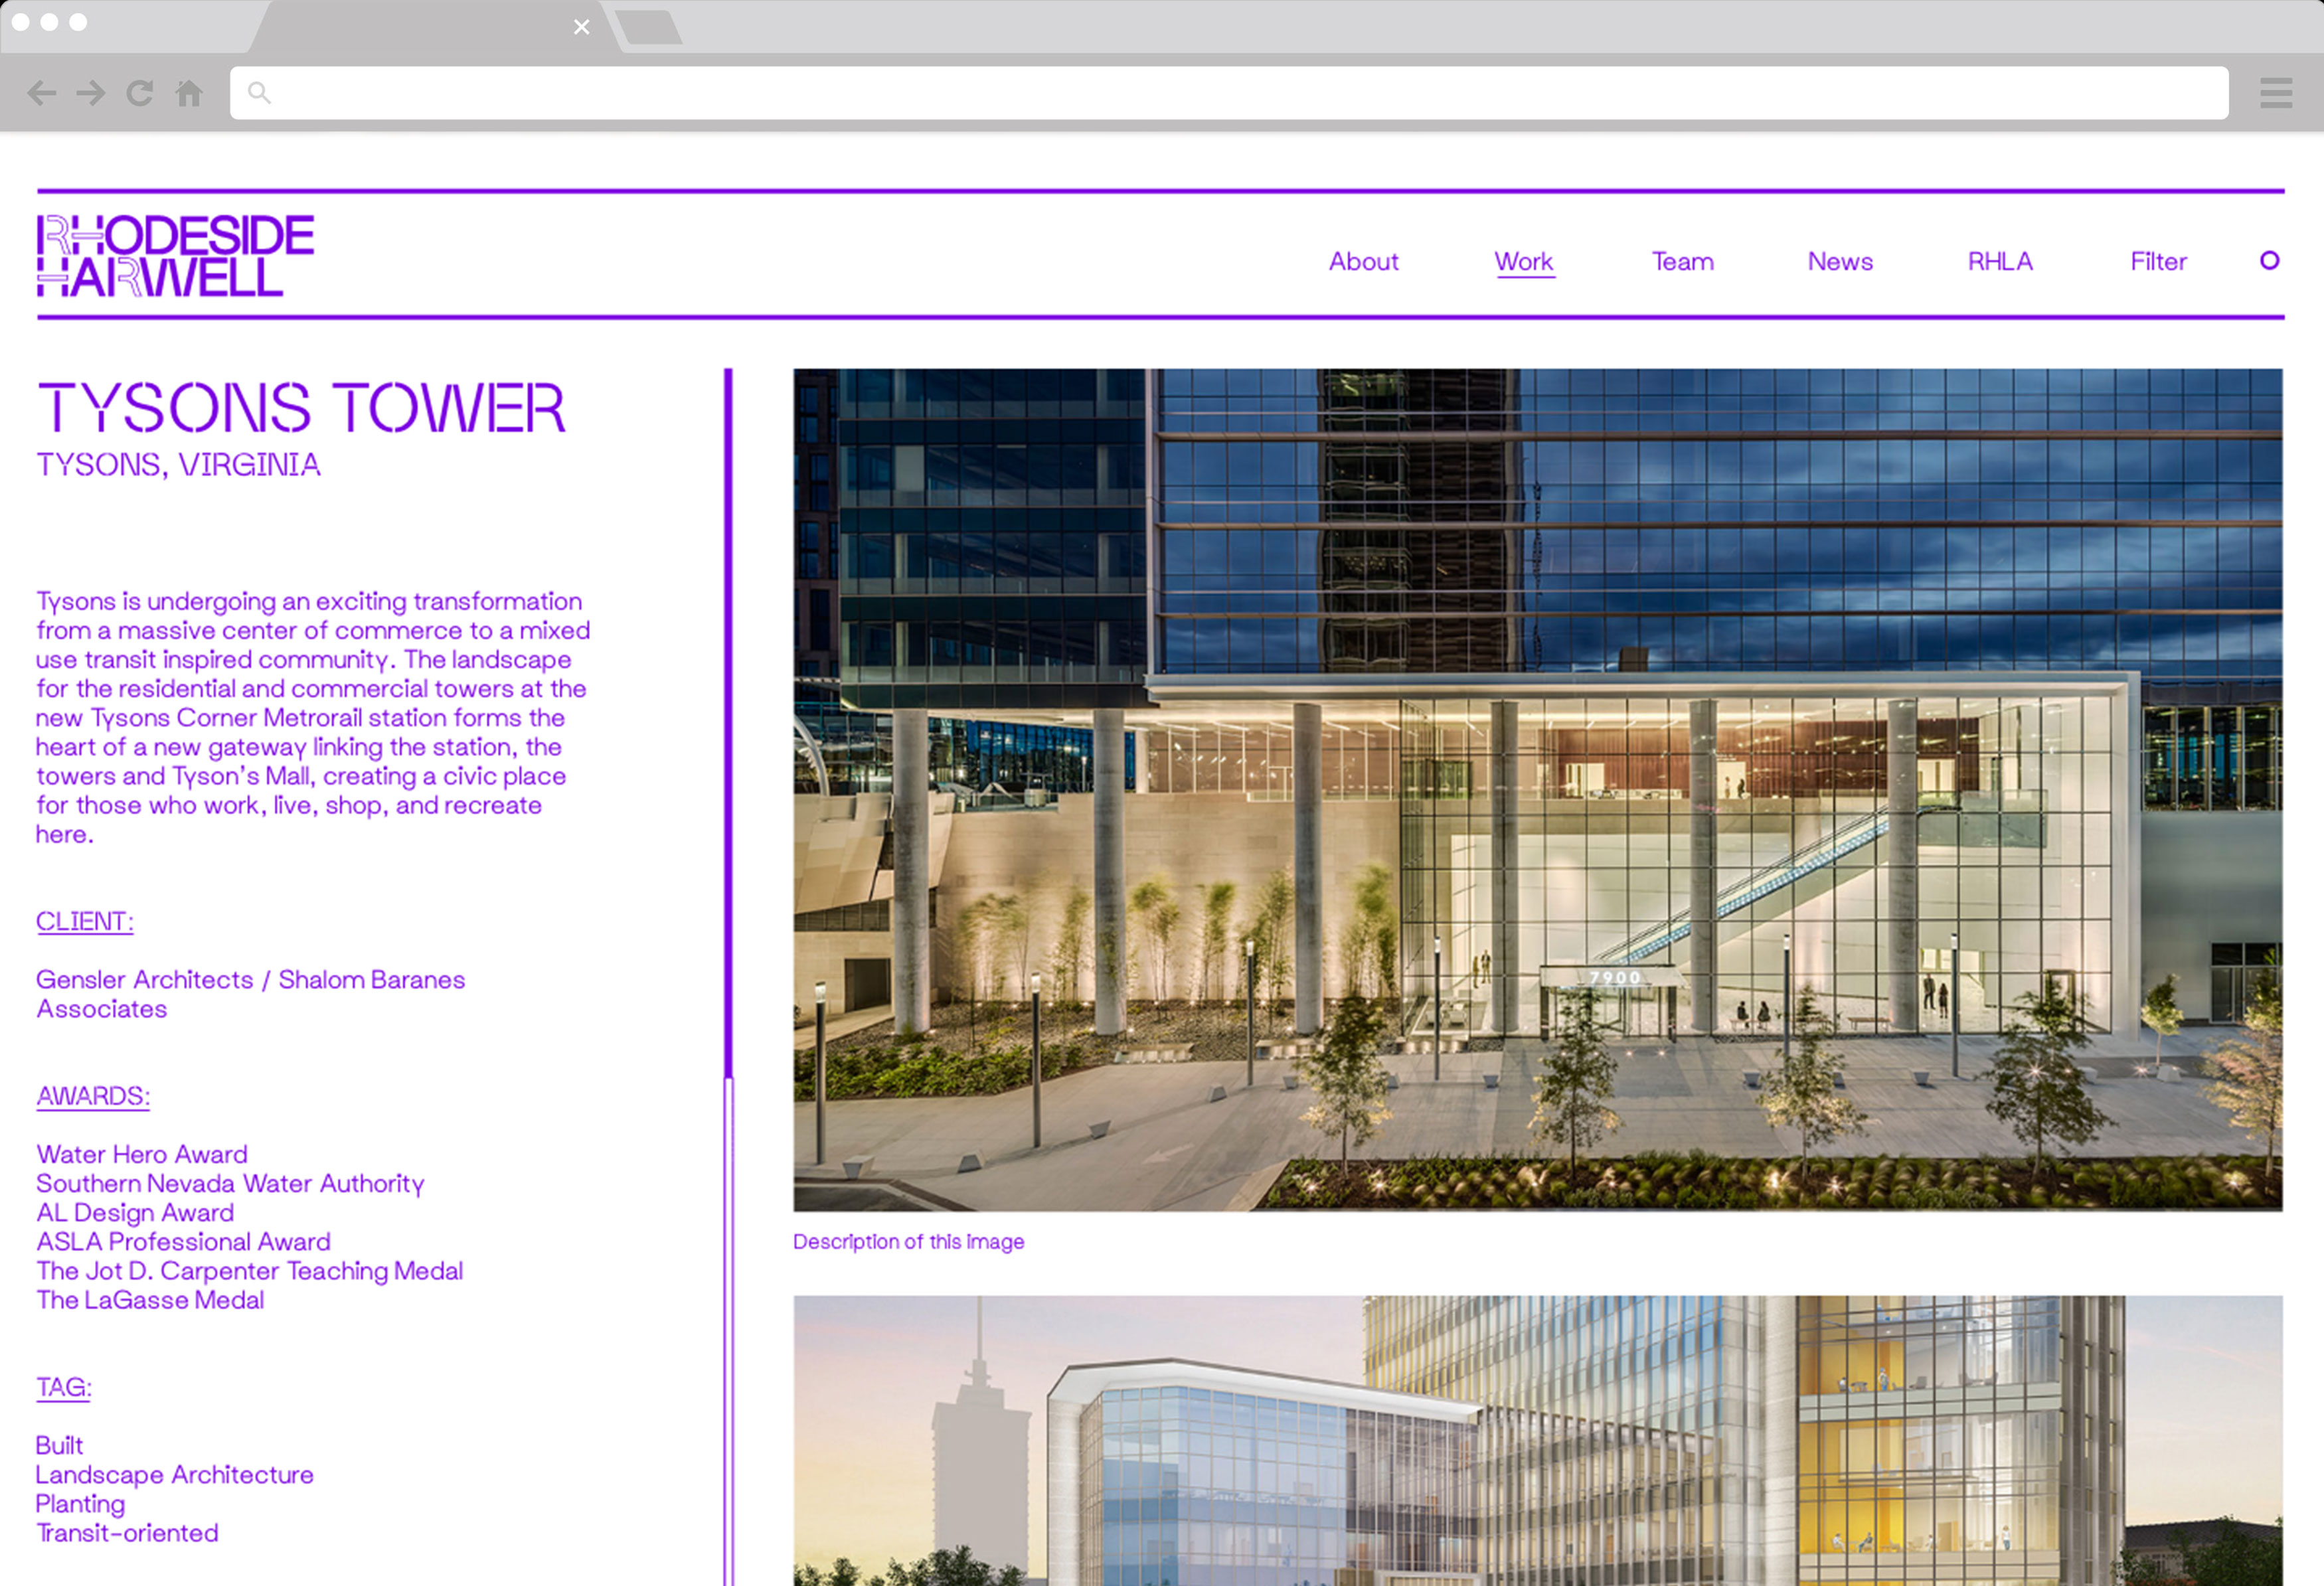 RHODESIDE
HARWELL
About Work Team News RHLA Filter
TYSONS TOWER
TYSONS, VIRGINIA
Tysons is undergoing an exciting transformation
from a massive center of commerce to a mixed
use transit inspired community. The landscape
for the residential and commercial towers at the
new Tysons Corner Metrorail station forms the
heart of a new gateway linking the station, the
towers and Tyson's Mall, creating a civic place
for those who work, live, shop, and recreate
here.
CLIENT:
Gensler Architects / Shalom Baranes
Associates
AWARDS:
Water Hero Award
Southern Nevada Water Authority
AL Design Award
ASLA Professional Award
The Jot D. Carpenter Teaching Medal
The LaGasse Medal
TAG:
Built
Landscape Architecture
Planting
Transit-oriented
7900
Description of this image